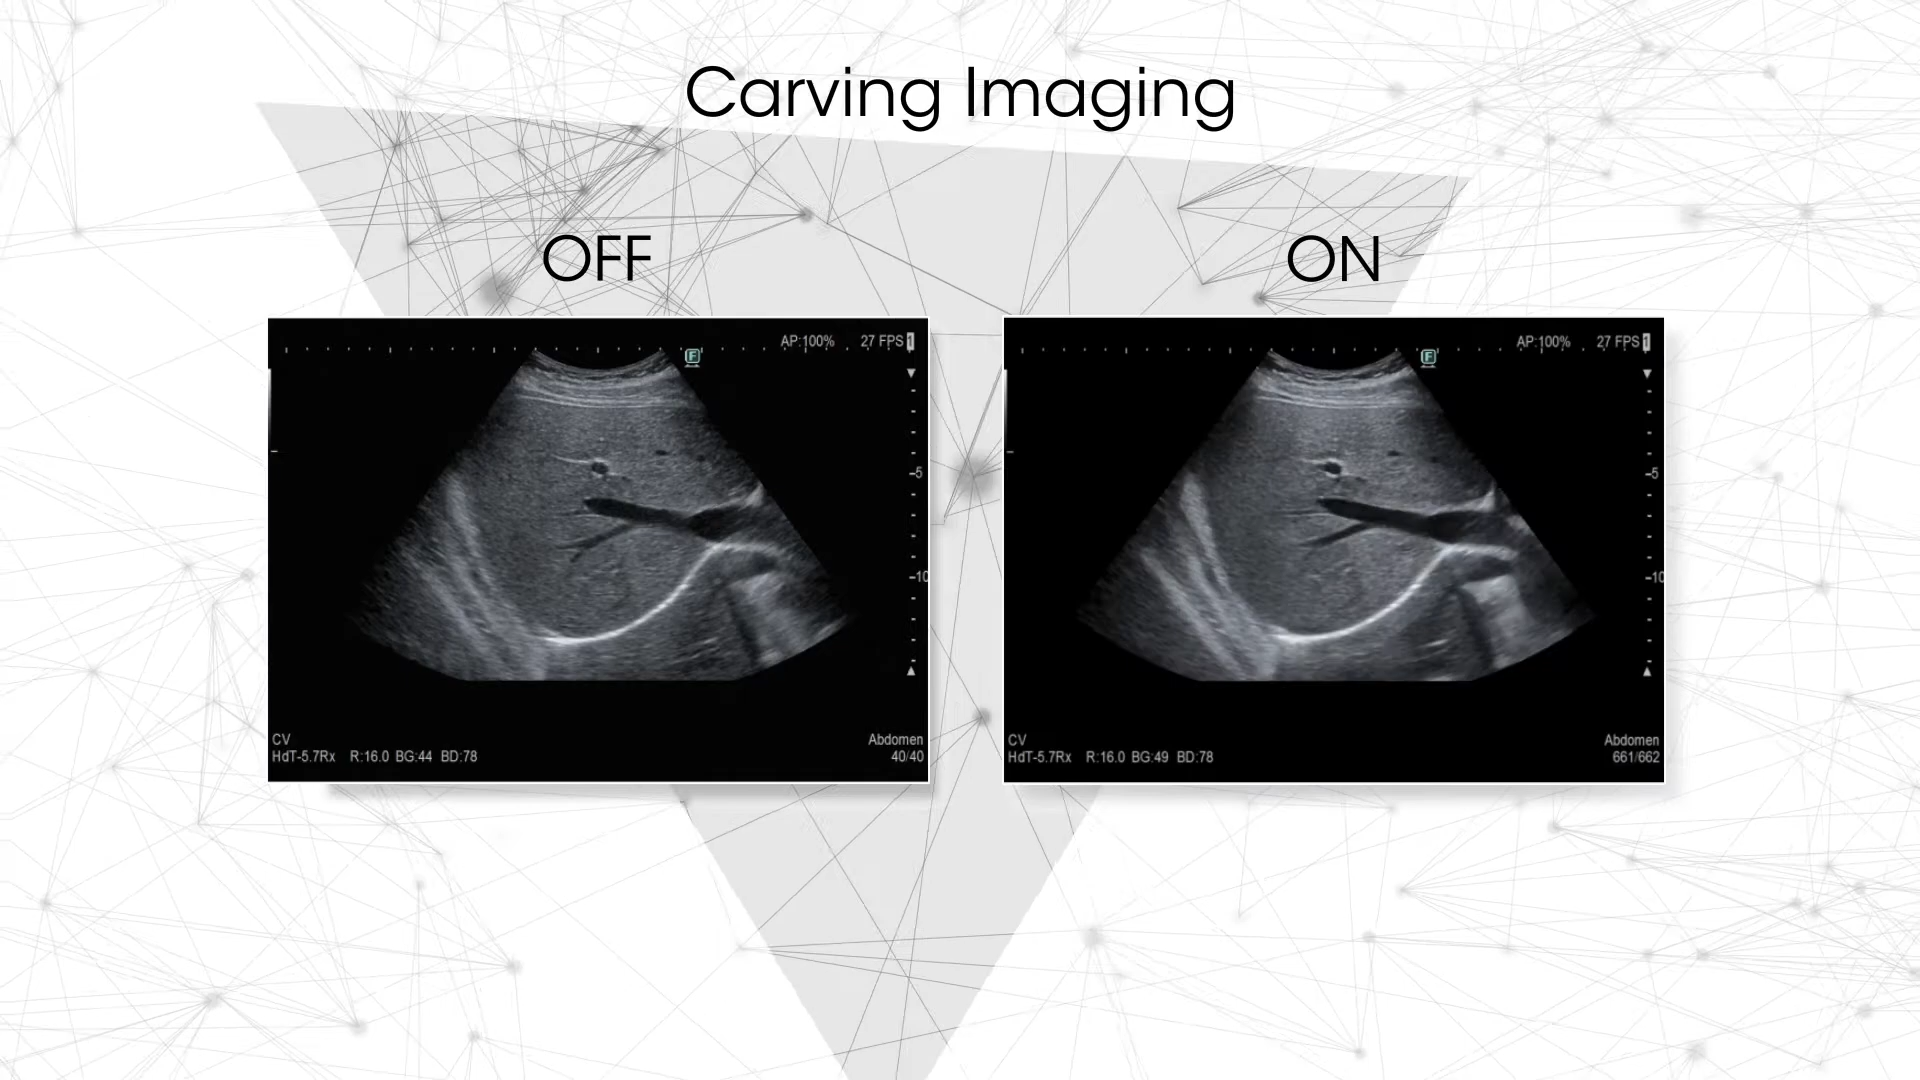 Carving Imaging
OFF
ON
AP:100% 27 FPS 1
F
5
10
CV
HdT-5.7Rx R:16.0 BG:44 BD:78
Abdomen
40/40
AP:100% 27 FPS 1
F
5
10
CV
HdT-5.7Rx R:16.0 BG:49 BD:78
Abdomen
661/662